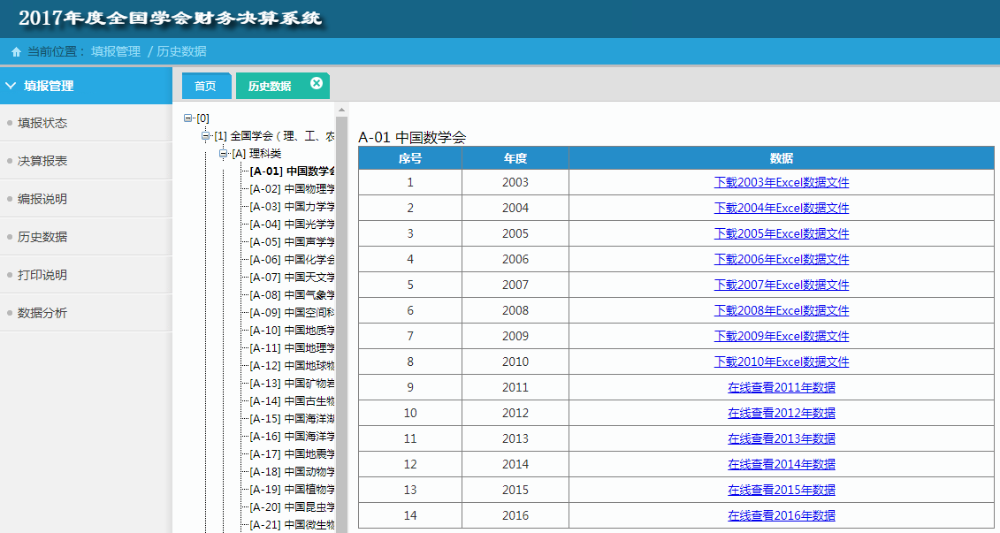 2017年度全国学会财务决算系统
当前位置： 填报管理 / 历史数据
填报管理
填报状态
决算报表
编报说明
历史数据
打印说明
数据分析
首页 历史数据
[0]
[1] 全国学会（理、工、农
[A] 理科类
[A-01] 中国数学会
[A-02] 中国物理学
[A-03] 中国力学学
[A-04] 中国光学学
[A-05] 中国声学学
[A-06] 中国化学会
[A-07] 中国天文学
[A-08] 中国气象学
[A-09] 中国空间科
[A-10] 中国地质学
[A-11] 中国地理学
[A-12] 中国地球物
[A-13] 中国矿物岩
[A-14] 中国古生物
[A-15] 中国海洋湖
[A-16] 中国海洋学
[A-17] 中国地震学
[A-18] 中国动物学
[A-19] 中国植物学
[A-20] 中国昆虫学
[A-21] 中国微生物
A-01 中国数学会
序号 年度 数据
1 2003 下载2003年Excel数据文件
2 2004 下载2004年Excel数据文件
3 2005 下载2005年Excel数据文件
4 2006 下载2006年Excel数据文件
5 2007 下载2007年Excel数据文件
6 2008 下载2008年Excel数据文件
7 2009 下载2009年Excel数据文件
8 2010 下载2010年Excel数据文件
9 2011 在线查看2011年数据
10 2012 在线查看2012年数据
11 2013 在线查看2013年数据
12 2014 在线查看2014年数据
13 2015 在线查看2015年数据
14 2016 在线查看2016年数据